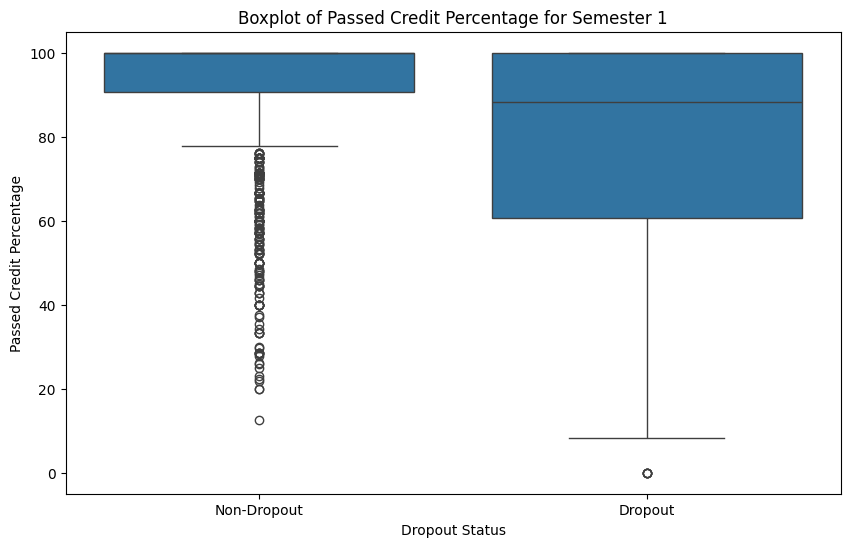 Boxplot of Passed Credit Percentage for Semester 1
100
80
60
40
20
0
Passed Credit Percentage
Non-Dropout
Dropout
Dropout Status